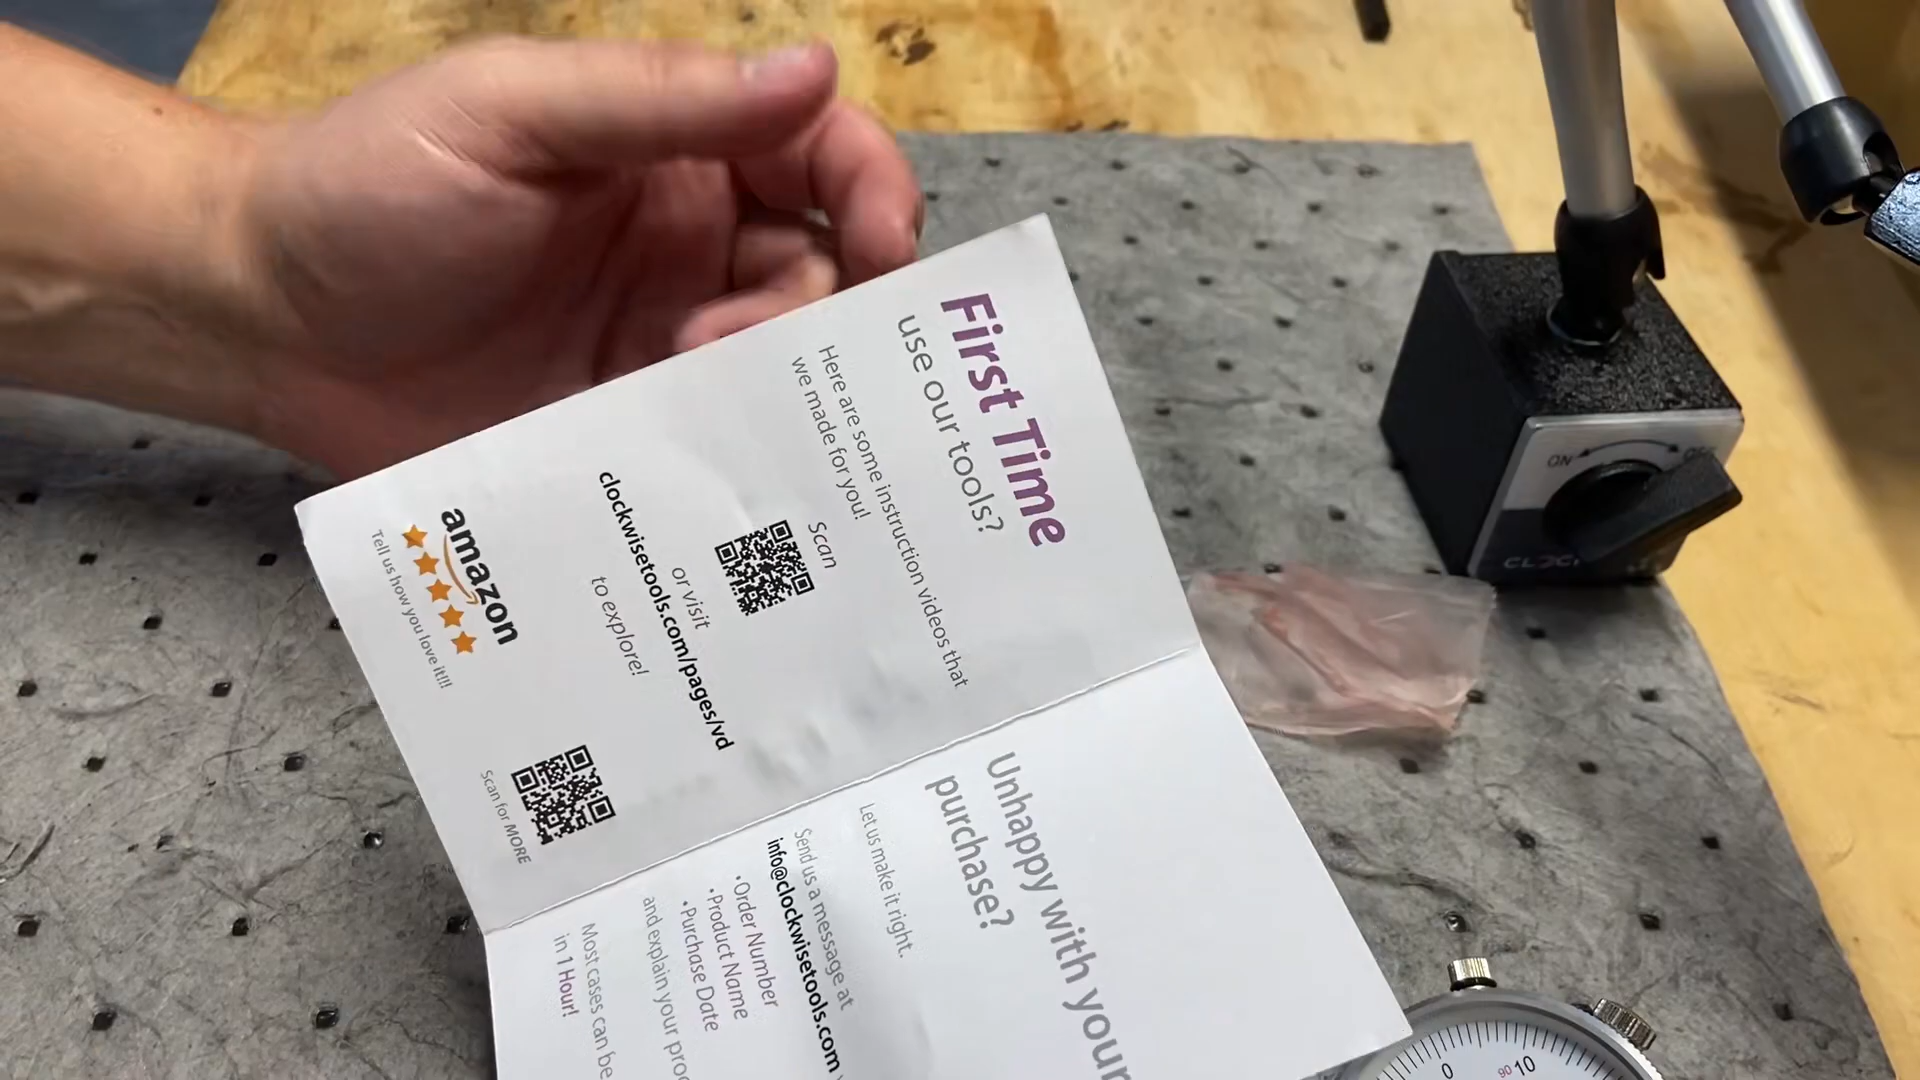 First Time
use our tools?
Here are some instruction videos that
we made for you!
Scan
or visit
clockwisetools.com/pages/vd
to explore!
amazon
Tell us how you love it!!!
Scan for MORE
Unhappy with your
purchase?
Let us make it right.
Send us a message at
info@clockwisetools.com
•Order Number
•Product Name
•Purchase Date
and explain your
Most cases can be
in 1 Hour!
ON
0
90 10